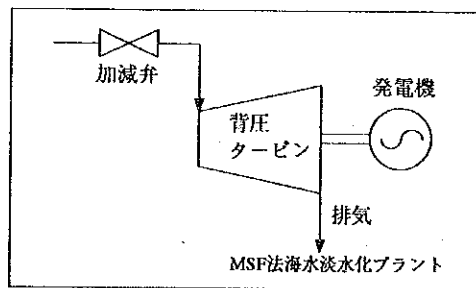 加減弁
発電機
背圧
タービン
排気
MSF法海水淡水化プラント